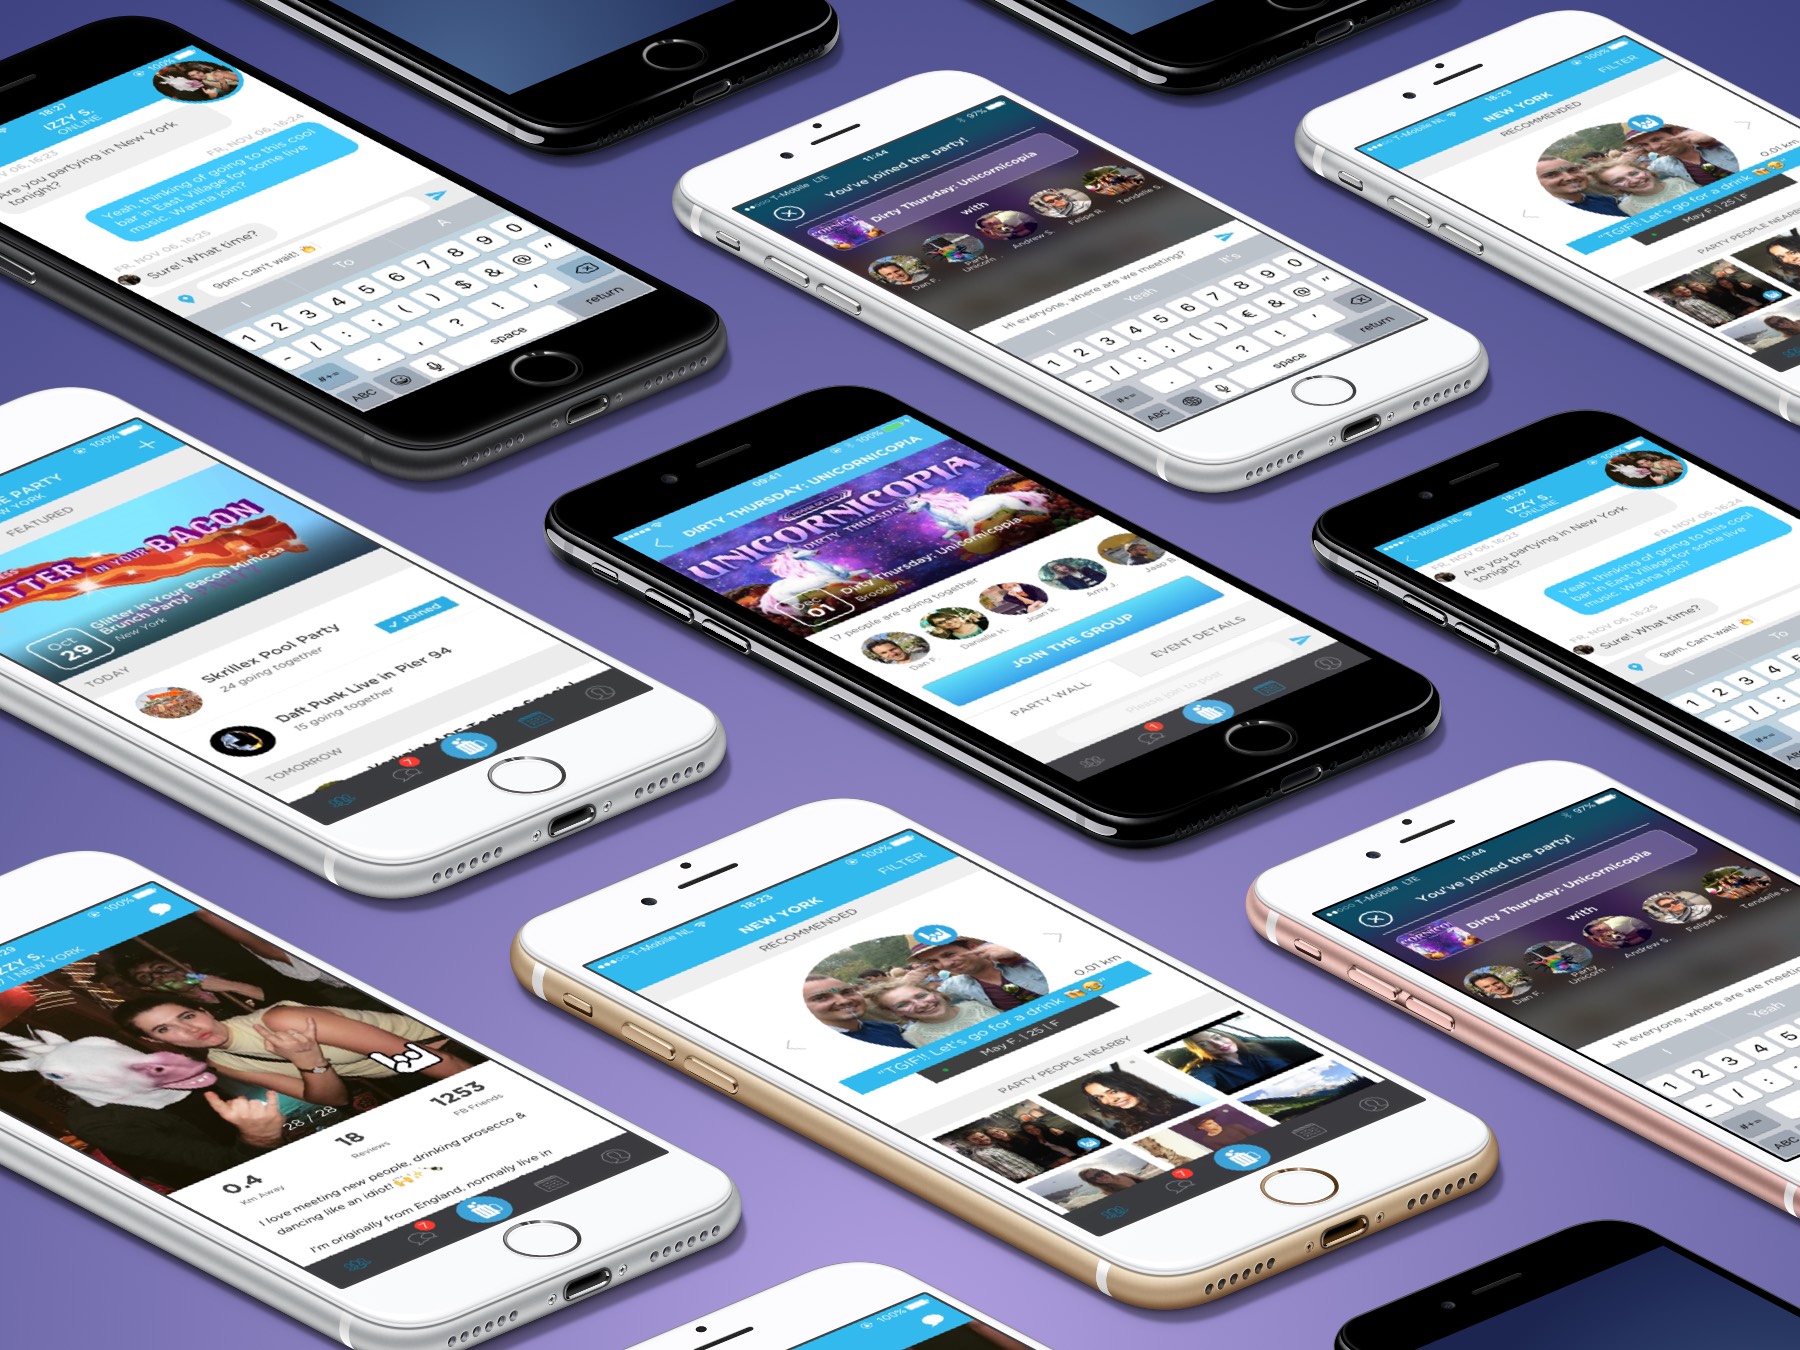 18:27
100%
IZZY S.
ONLINE
Are you partying in New York
tonight?
FR, NOV 06, 16:24
Yeah, thinking of going to this cool
bar in East Village for some live
music. Wanna join?
FR, NOV 06, 16:25
Sure! What time?
9pm. Can't wait! 👏
I
To
A
1 2 3 4 5 6 7 8 9 0
- / : ; ( ) $ & @ "
#+= . , ? ! '
ABC
space
return
T-Mobile LTE
11:44
97%
You've joined the party!
Dirty Thursday: Unicornicopia
with
Dan F.
Party
Unicorn
Andrew S.
Felipe R.
Tendelle S.
Hi everyone, where are we meeting?
I
Yeah
It's
1 2 3 4 5 6 7 8 9 0
- / : ; ( ) € & @ "
#+= . , ? ! '
ABC
space
return
T-Mobile NL
18:23
100%
NEW YORK
FILTER
RECOMMENDED
0.01 km
"TGIF!! Let's go for a drink
May F. | 25 | F
PARTY PEOPLE NEARBY
100%
E PARTY
W YORK
+
FEATURED
ITTER IN YOUR BACON
Oct
29
Glitter in Your Bacon Mimosa
Brunch Party!
New York
TODAY
Skrillex Pool Party
24 going together
✓ Joined
Daft Punk Live in Pier 94
15 going together
TOMORROW
7
09:41
100%
DIRTY THURSDAY: UNICORNICOPIA
UNICORNICOPIA
DIRTY THURSDAY
Dec
01
Dirty Thursday: Unicornicopia
Brooklyn
17 people are going together
Dan F.
Danielle H.
Joan R.
Amy J.
Jaap B
JOIN THE GROUP
PARTY WALL
EVENT DETAILS
Please join to post
1
T-Mobile NL
18:27
100%
IZZY S.
ONLINE
FR, NOV 06, 16:23
Are you partying in New York
tonight?
FR, NOV 06, 16:24
Yeah, thinking of going to this cool
bar in East Village for some live
music. Wanna join?
FR, NOV 06, 16:25
Sure! What time?
9pm. Can't wait! 👏
I
To
1 2 3 4 5
- / : ;
#+=
ABC
:29
100%
ZZY S.
| NEW YORK
28 / 28
0.4
Km Away
18
Reviews
1253
FB Friends
I love meeting new people, drinking prosecco &
dancing like an idiot!
I'm originally from England, normally live in
7
T-Mobile NL
18:23
100%
NEW YORK
FILTER
RECOMMENDED
0.01 km
"TGIF!! Let's go for a drink 🍻😂"
May F. | 25 | F
PARTY PEOPLE NEARBY
7
T-Mobile LTE
11:44
97%
You've joined the party!
ORNICOP
Dirty Thursday: Unicornicopia
with
Dan F.
Party
Unicorn
Andrew S.
Felipe R.
Tendelle S.
Hi everyone, where are we meetin
I
Yeah
1 2 3 4 5
- / : ;
#+=
ABC
100%